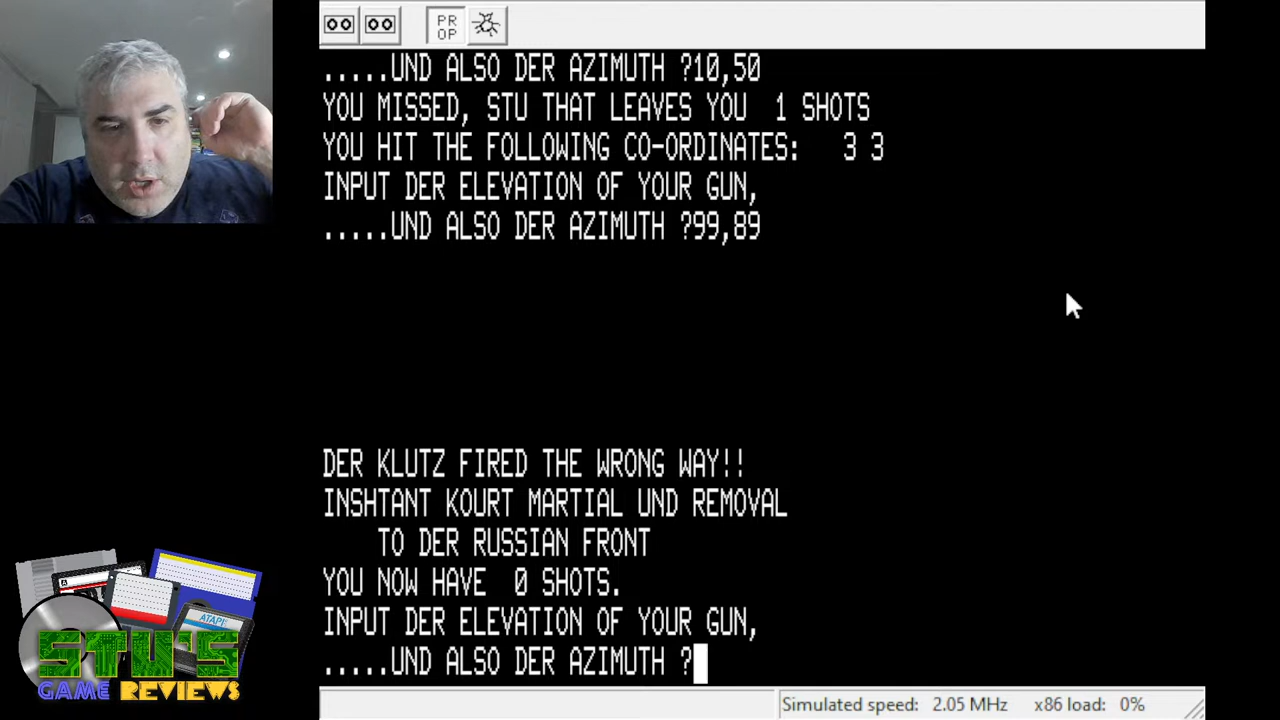 PR
OP
.....UND ALSO DER AZIMUTH ?10,50
YOU MISSED, STU THAT LEAVES YOU  1 SHOTS
YOU HIT THE FOLLOWING CO-ORDINATES:   3 3
INPUT DER ELEVATION OF YOUR GUN,
.....UND ALSO DER AZIMUTH ?99,89
DER KLUTZ FIRED THE WRONG WAY!!
INSHTANT KOURT MARTIAL UND REMOVAL
TO DER RUSSIAN FRONT
YOU NOW HAVE  0 SHOTS.
INPUT DER ELEVATION OF YOUR GUN,
.....UND ALSO DER AZIMUTH ?
Simulated speed:  2.05 MHz  x86 load:  0%
ATARI
STU'S
GAME REVIEWS